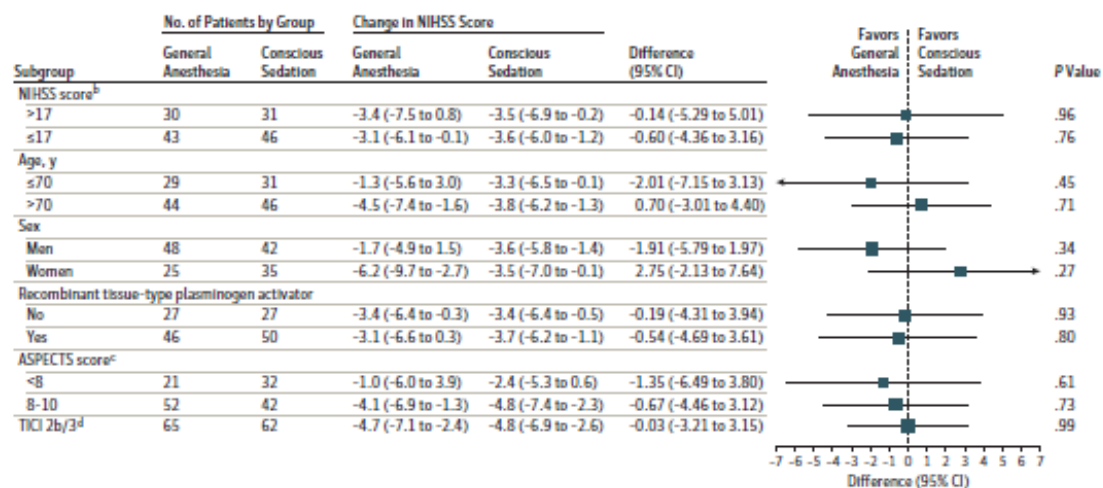 No. of Patients by Group Change in NIHSS Score
Subgroup General Anesthesia Conscious Sedation General Anesthesia Conscious Sedation Difference (95% CI) Favors General Anesthesia Favors Conscious Sedation P Value
NIHSS scoreb
>17 30 31 -3.4 (-7.5 to 0.8) -3.5 (-6.9 to -0.2) -0.14 (-5.29 to 5.01) .96
≤17 43 46 -3.1 (-6.1 to -0.1) -3.6 (-6.0 to -1.2) -0.60 (-4.36 to 3.16) .76
Age, y
≤70 29 31 -1.3 (-5.6 to 3.0) -3.3 (-6.5 to -0.1) -2.01 (-7.15 to 3.13) .45
>70 44 46 -4.5 (-7.4 to -1.6) -3.8 (-6.2 to -1.3) 0.70 (-3.01 to 4.40) .71
Sex
Men 48 42 -1.7 (-4.9 to 1.5) -3.6 (-5.8 to -1.4) -1.91 (-5.79 to 1.97) .34
Women 25 35 -6.2 (-9.7 to -2.7) -3.5 (-7.0 to -0.1) 2.75 (-2.13 to 7.64) .27
Recombinant tissue-type plasminogen activator
No 27 27 -3.4 (-6.4 to -0.3) -3.4 (-6.4 to -0.5) -0.19 (-4.31 to 3.94) .93
Yes 46 50 -3.1 (-6.6 to 0.3) -3.7 (-6.2 to -1.1) -0.54 (-4.69 to 3.61) .80
ASPECTS scorec
<8 21 32 -1.0 (-6.0 to 3.9) -2.4 (-5.3 to 0.6) -1.35 (-6.49 to 3.80) .61
8-10 52 42 -4.1 (-6.9 to -1.3) -4.8 (-7.4 to -2.3) -0.67 (-4.46 to 3.12) .73
TICI 2b/3d 65 62 -4.7 (-7.1 to -2.4) -4.8 (-6.9 to -2.6) -0.03 (-3.21 to 3.15) .99
-7 -6 -5 -4 -3 -2 -1 0 1 2 3 4 5 6 7
Difference (95% CI)